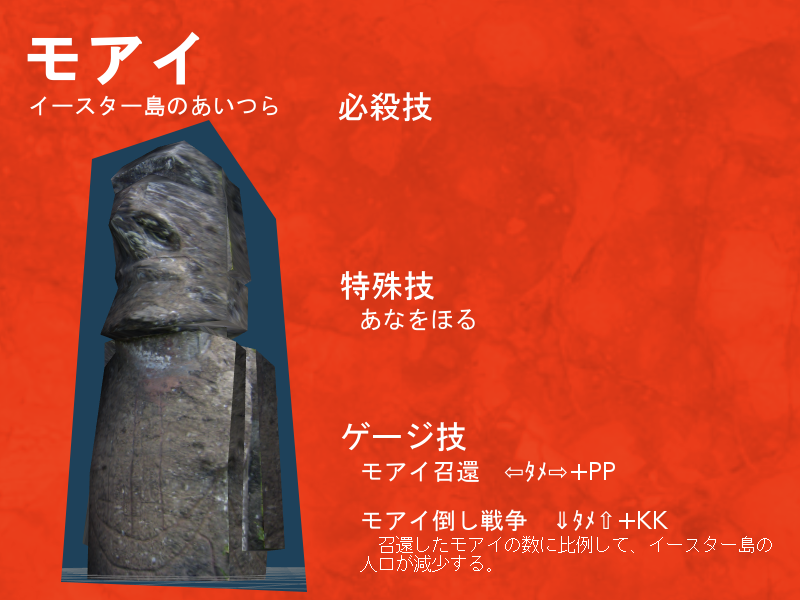 モアイ
イースター島のあいつら
必殺技
特殊技
あなをほる
ゲージ技
モアイ召還　⇦ﾀﾒ⇨+PP
モアイ倒し戦争　⇓ﾀﾒ⇧+KK
召還したモアイの数に比例して、イースター島の
人口が減少する。